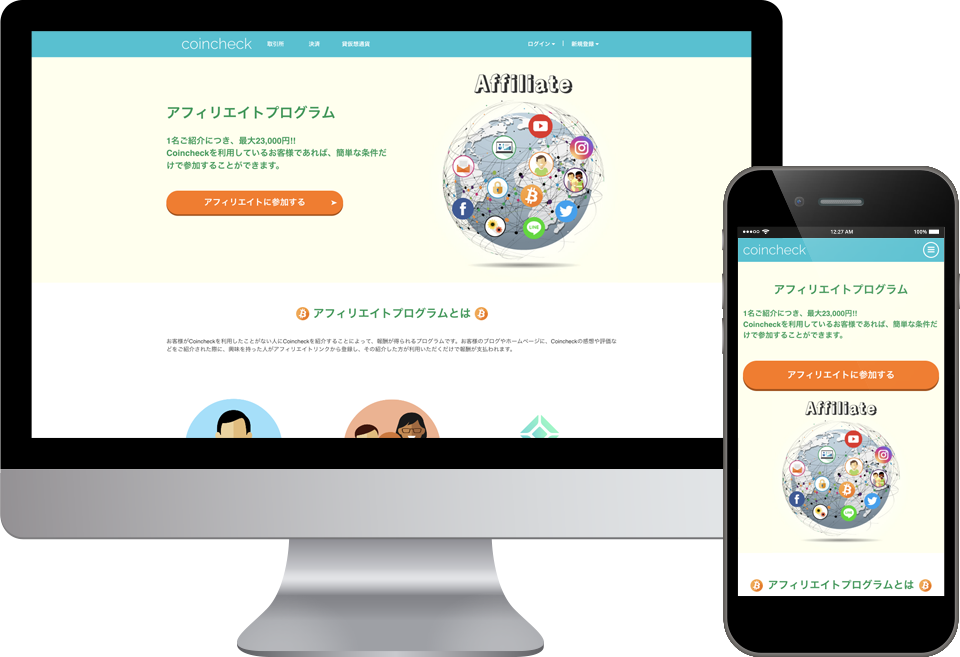 coincheck
取引所
決済
貸仮想通貨
ログイン
新規登録
アフィリエイトプログラム
1名ご紹介につき、最大23,000円!!
Coincheckを利用しているお客様であれば、簡単な条件だ
けで参加することができます。
アフィリエイトに参加する
Affiliate
LINE
アフィリエイトプログラムとは
お客様がCoincheckを利用したことがない人にCoincheckを紹介することによって、報酬が得られるプログラムです。お客様のブログやホームページに、Coincheckの感想や評価な
どをご紹介された際に、興味を持った人がアフィリエイトリンクから登録し、その紹介した方が利用いただくだけで報酬が支払われます。
12:27 AM
100%
coincheck
アフィリエイトプログラム
1名ご紹介につき、最大23,000円!!
Coincheckを利用しているお客様であれば、簡単な条件だ
けで参加することができます。
アフィリエイトに参加する
Affiliate
LINE
アフィリエイトプログラムとは